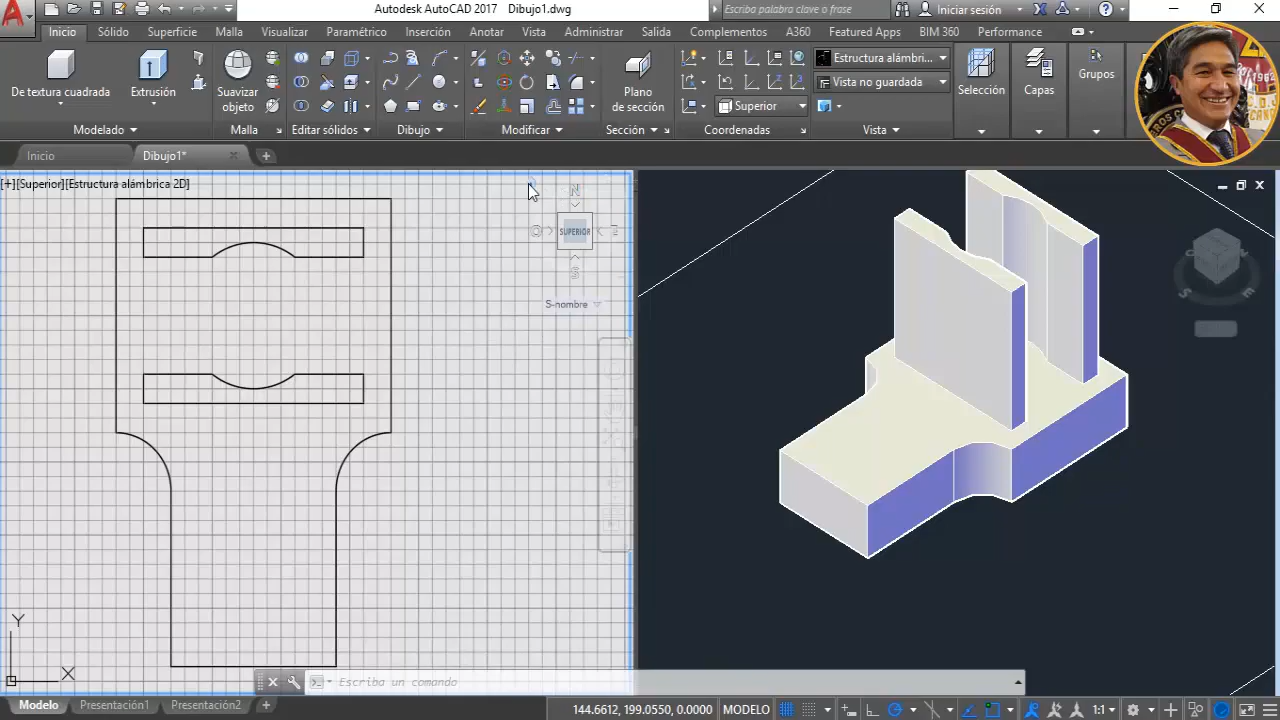 Autodesk AutoCAD 2017 Dibujo1.dwg
Escriba palabra clave o frase
Iniciar sesión
Inicio Sólido Superficie Malla Visualizar Paramétrico Inserción Anotar Vista Administrar Salida Complementos A360 Featured Apps BIM 360 Performance
De textura cuadrada
Extrusión
Suavizar objeto
Plano de sección
Estructura alámbri...
Vista no guardada
Superior
Selección
Capas
Grupos
1962
Modelado Malla Editar sólidos Dibujo Modificar Sección Coordenadas Vista
Inicio Dibujo1*
[+][Superior][Estructura alámbrica 2D]
N
O SUPERIOR E
S
S-nombre
S E
Y
X
Escriba un comando
Modelo Presentación1 Presentación2
144.6612, 199.0550, 0.0000 MODELO 1:1